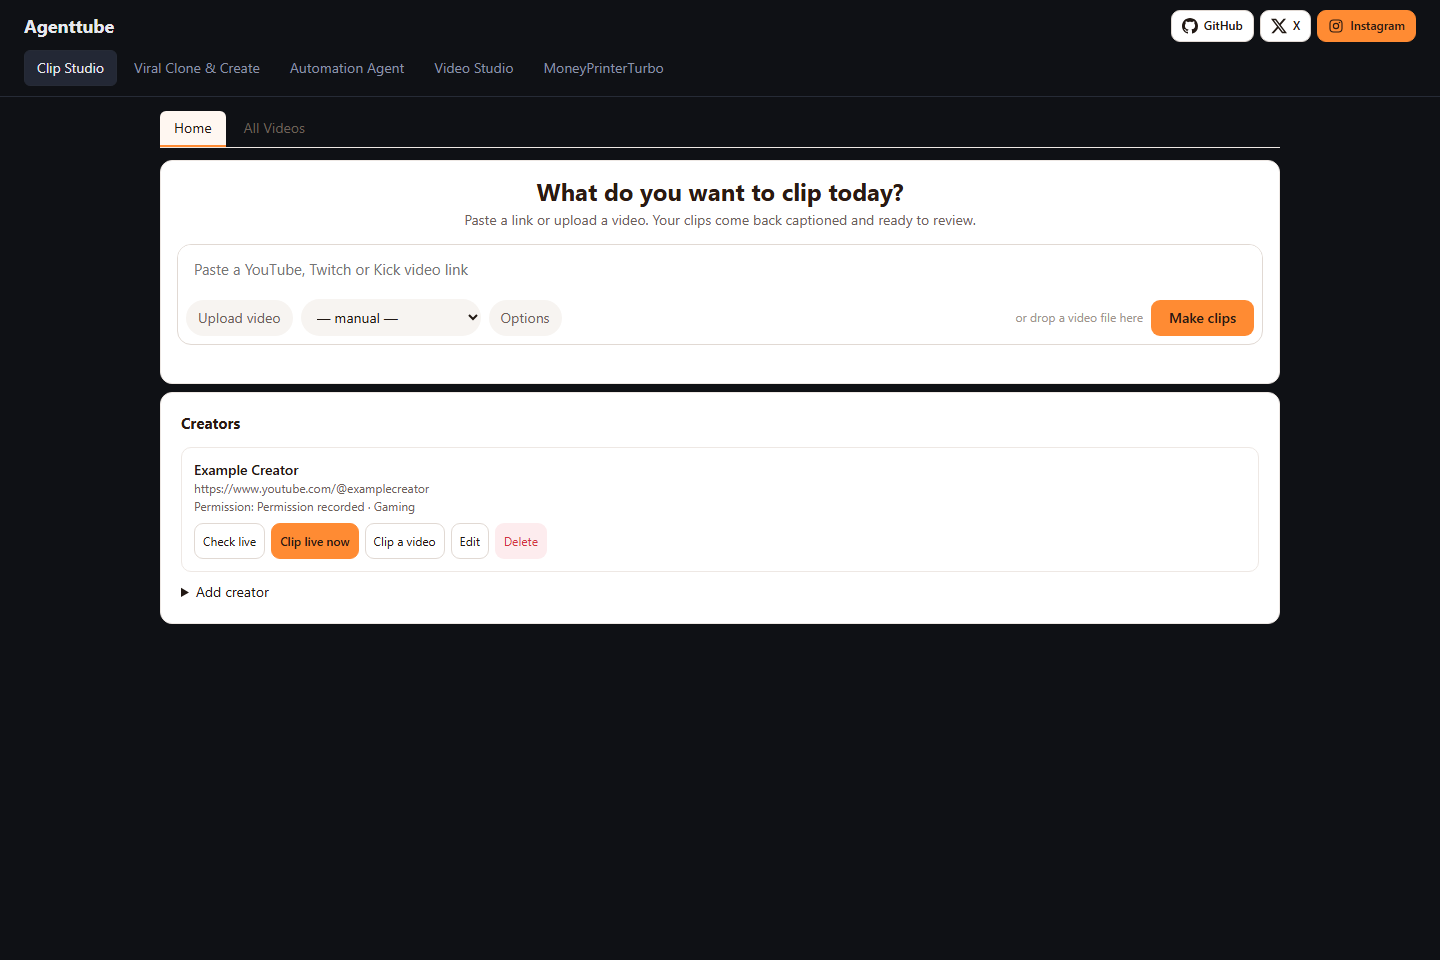 Agenttube
GitHub
X
Instagram
Clip Studio
Viral Clone & Create
Automation Agent
Video Studio
MoneyPrinterTurbo
Home
All Videos
What do you want to clip today?
Paste a link or upload a video. Your clips come back captioned and ready to review.
Paste a YouTube, Twitch or Kick video link
Upload video
— manual —
Options
or drop a video file here
Make clips
Creators
Example Creator
https://www.youtube.com/@examplecreator
Permission: Permission recorded · Gaming
Check live
Clip live now
Clip a video
Edit
Delete
Add creator